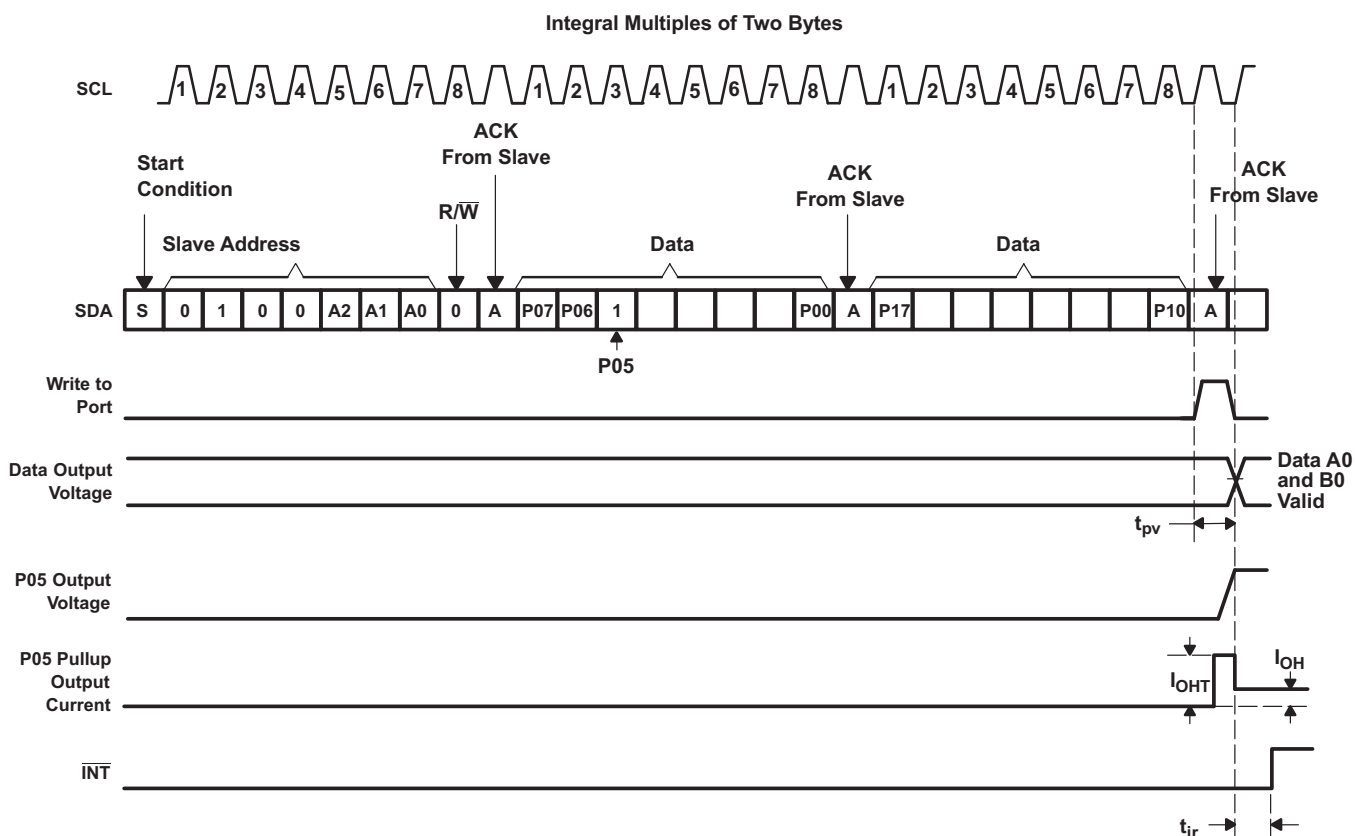 Integral Multiples of Two Bytes
SCL
1 2 3 4 5 6 7 8 1 2 3 4 5 6 7 8 1 2 3 4 5 6 7 8
Start
Condition
ACK
From Slave
ACK
From Slave
ACK
From Slave
R/W̅
Slave Address
Data
Data
SDA
S 0 1 0 0 A2 A1 A0 0 A P07 P06 1 P00 A P17 P10 A
P05
Write to
Port
Data Output
Voltage
Data A0
and B0
Valid
tpv
P05 Output
Voltage
P05 Pullup
Output
Current
IOHT
IOH
I̅N̅T̅
tir